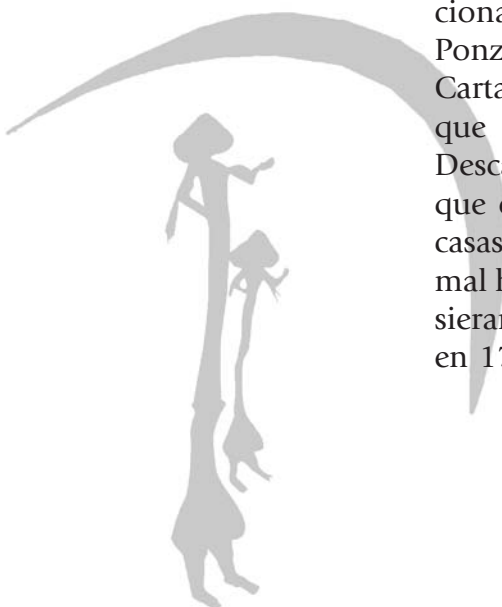 ciona
Ponz
Carta
que
Desca
que
casas
mal h
sieran
en 17